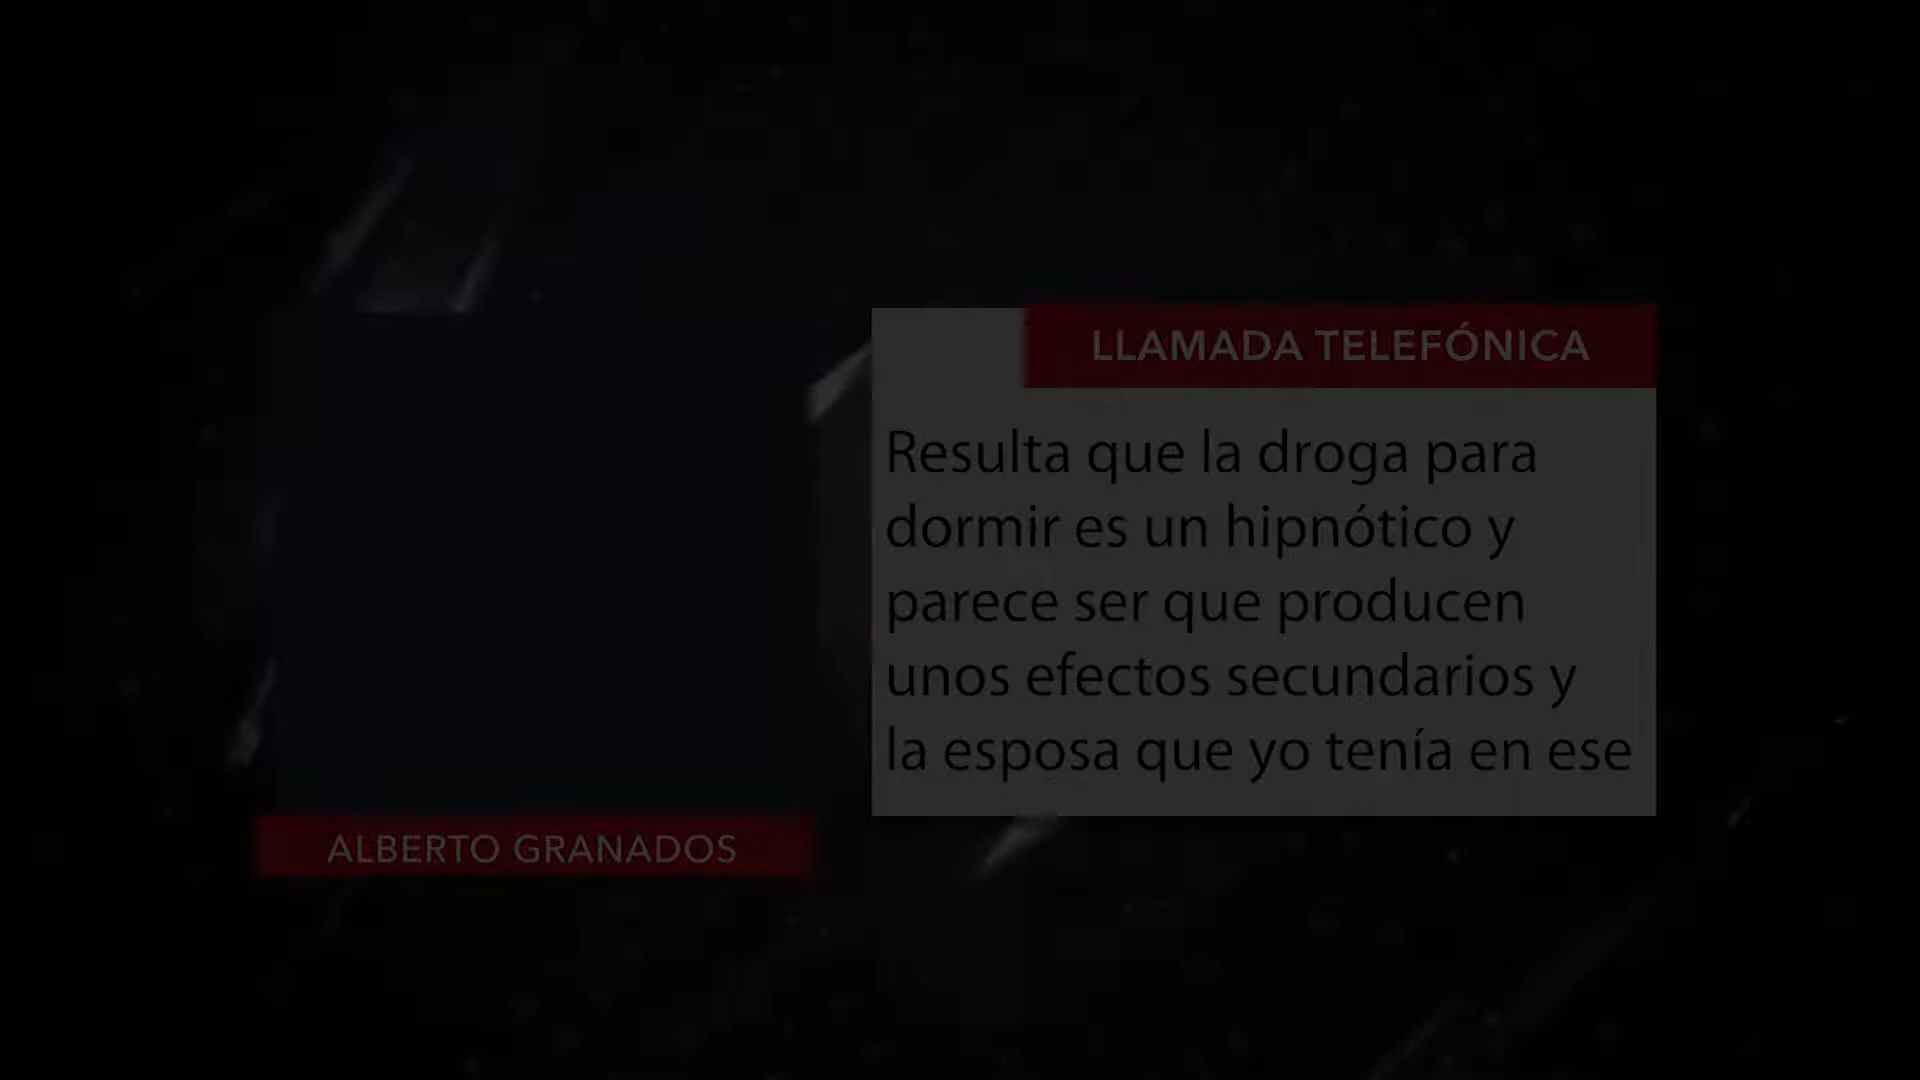 LLAMADA TELEFÓNICA
Resulta que la droga para
dormir es un hipnótico y
parece ser que producen
unos efectos secundarios y
la esposa que yo tenía en ese
ALBERTO GRANADOS